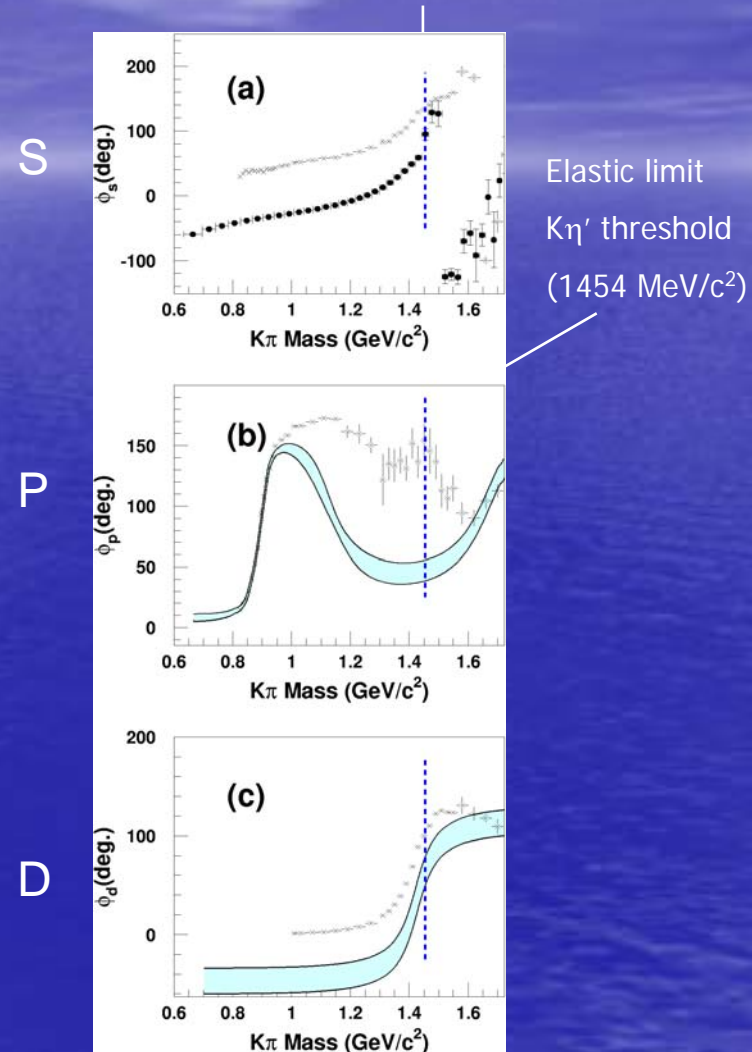 S
(a)
200
100
0
-100
ϕs(deg.)
0.6 0.8 1 1.2 1.4 1.6
Kπ Mass (GeV/c²)
Elastic limit
Kη′ threshold
(1454 MeV/c²)
P
(b)
150
100
50
0
ϕp(deg.)
0.6 0.8 1 1.2 1.4 1.6
Kπ Mass (GeV/c²)
D
(c)
200
100
0
ϕd(deg.)
0.6 0.8 1 1.2 1.4 1.6
Kπ Mass (GeV/c²)